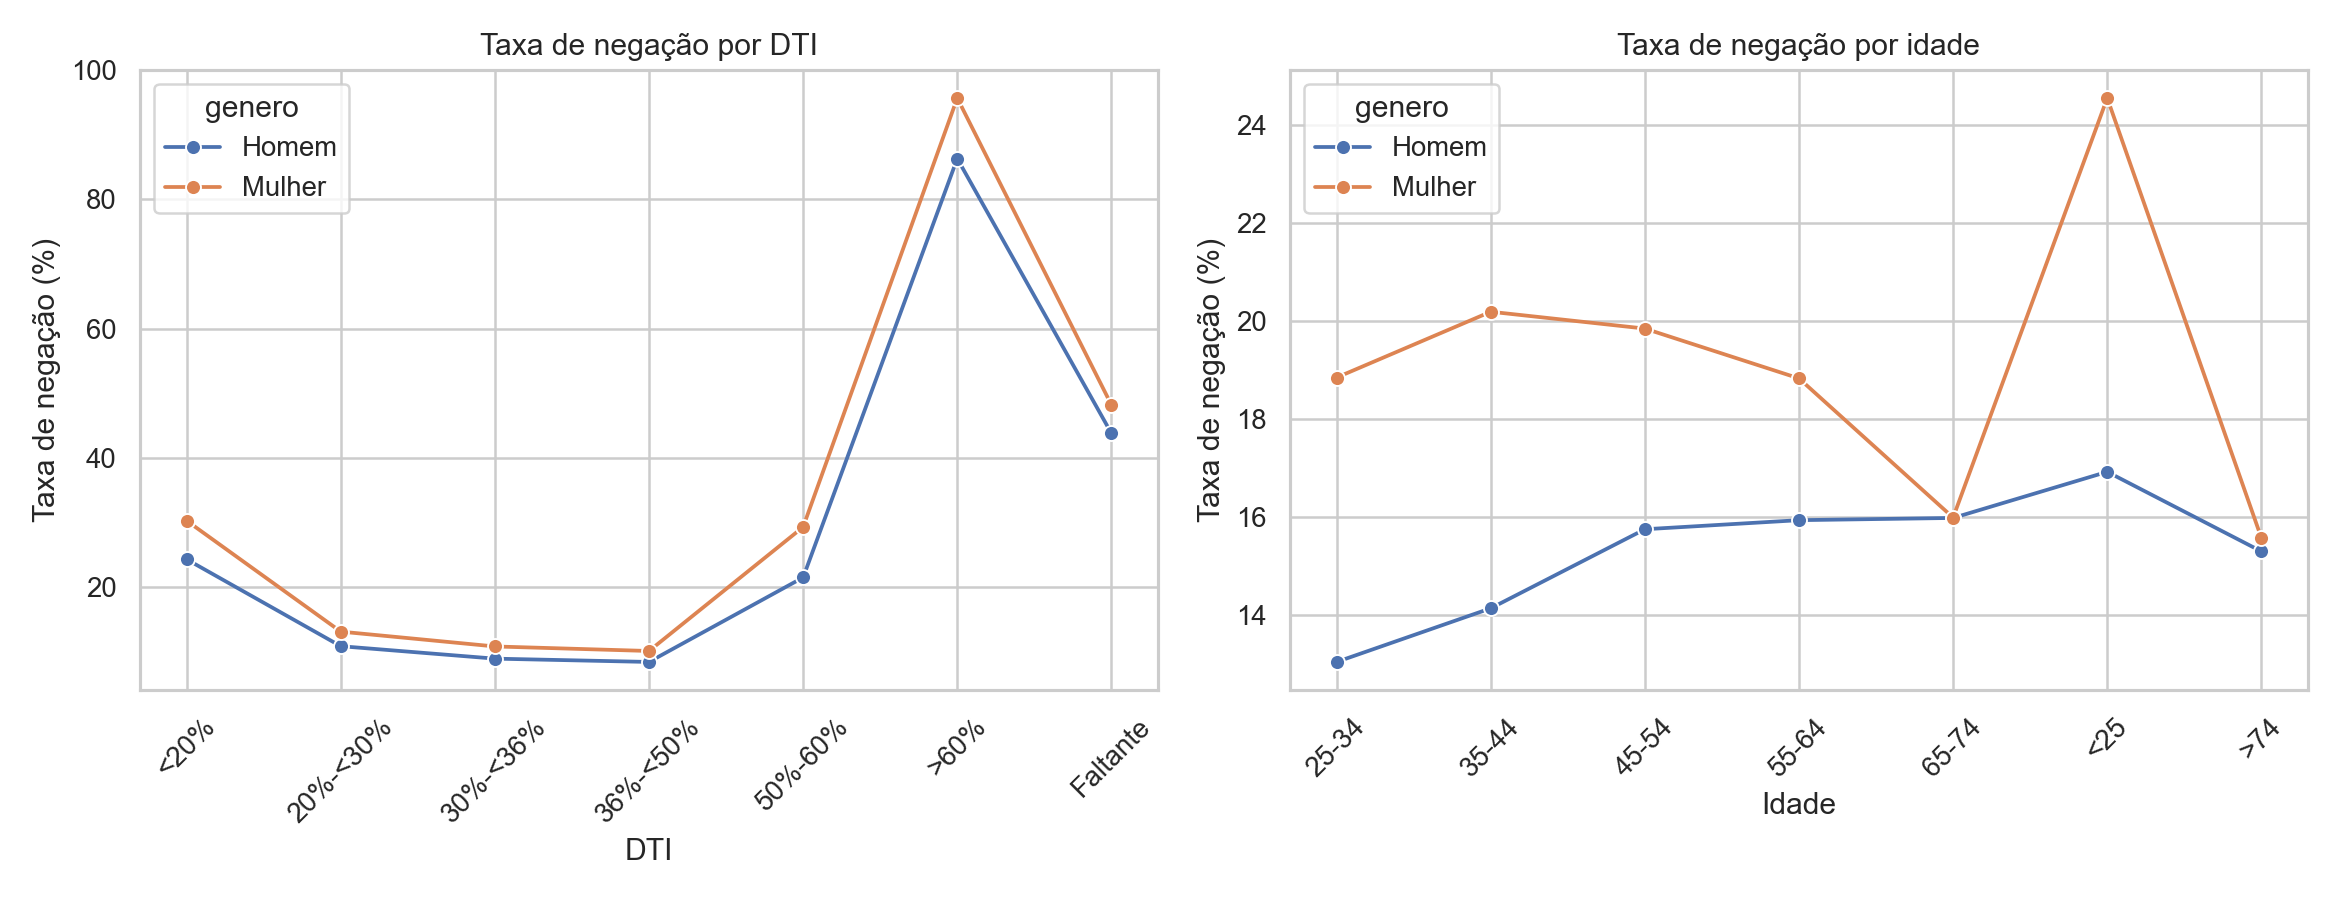 Taxa de negação por DTI
genero
Homem
Mulher
Taxa de negação (%)
100
80
60
40
20
<20%
20%-<30%
30%-<36%
36%-<50%
50%-60%
>60%
Faltante
DTI
Taxa de negação por idade
genero
Homem
Mulher
Taxa de negação (%)
24
22
20
18
16
14
25-34
35-44
45-54
55-64
65-74
<25
>74
Idade